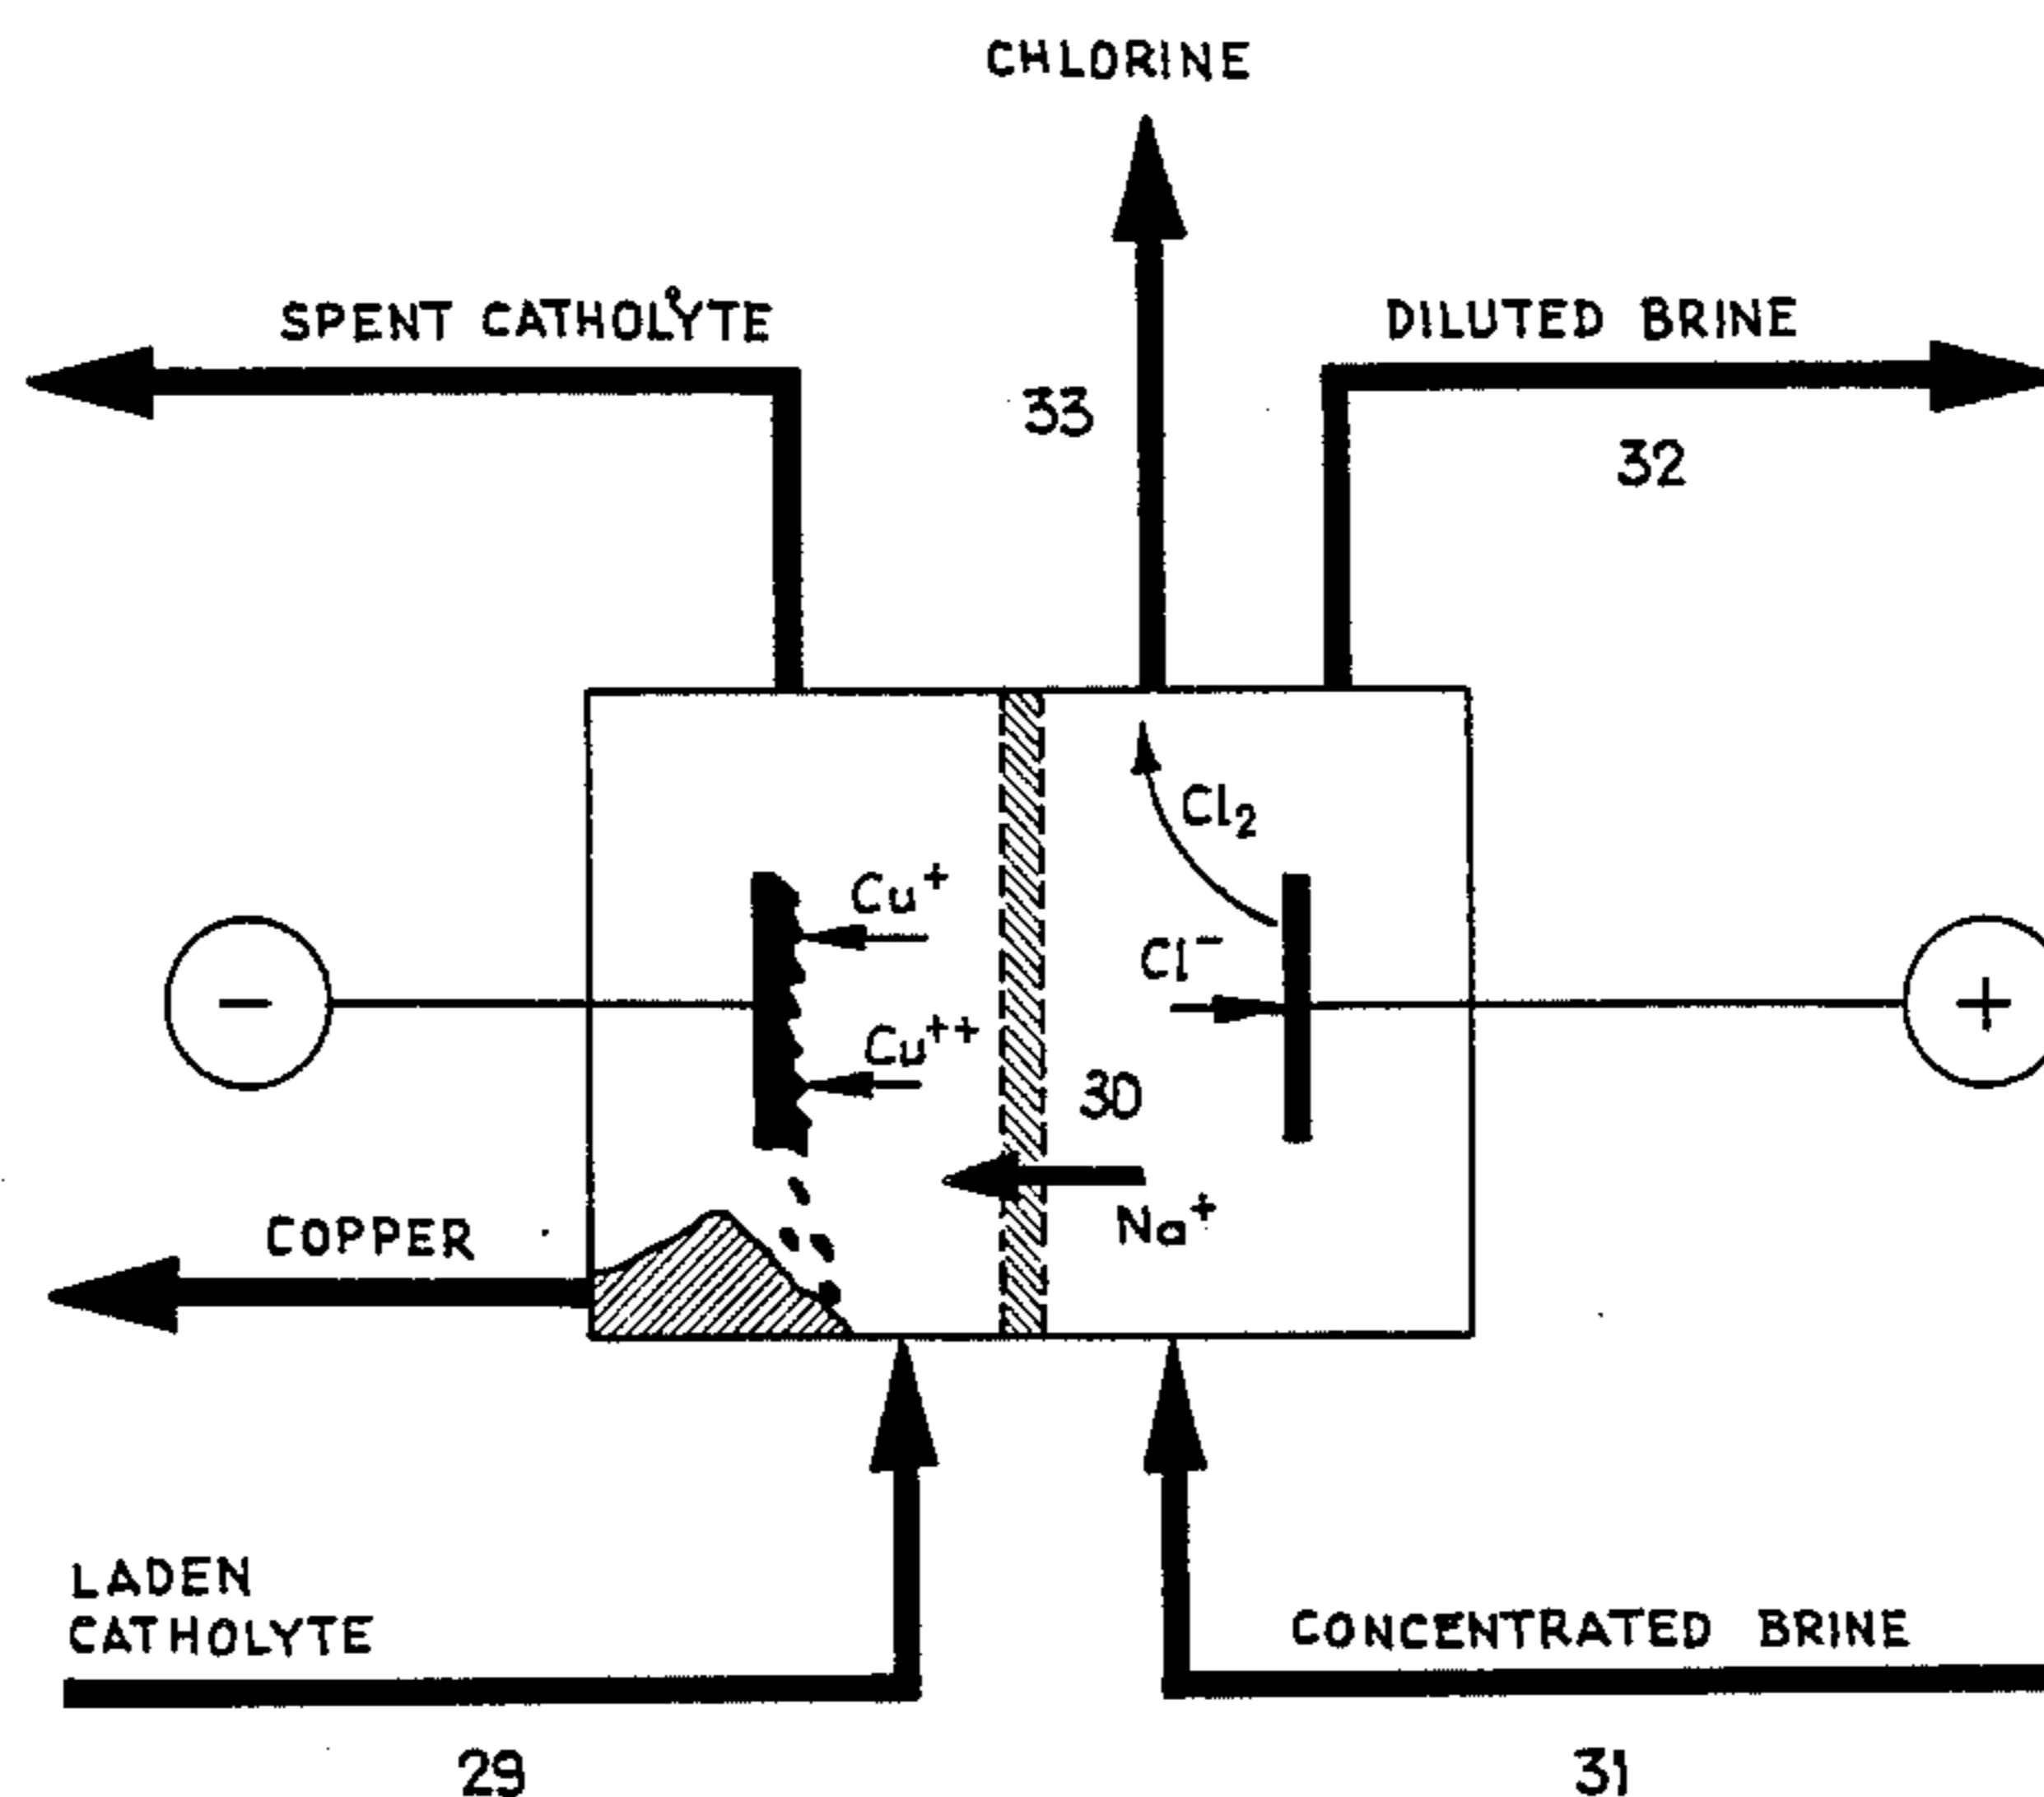 CHLORINE
SPENT CATHOLYTE
DILUTED BRINE
33
32
Cl2
Cu+
Cl−
−
+
Cu++
30
Na+
COPPER
LADEN
CATHOLYTE
CONCENTRATED BRINE
29
31